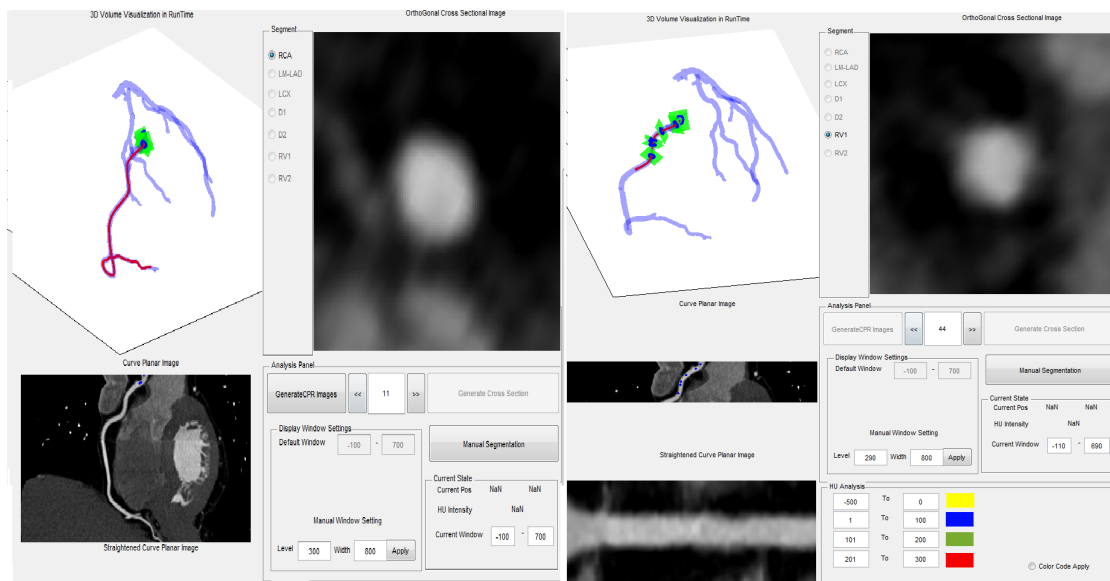 3D Volume Visualization in RunTime
OrthoGonal Cross Sectional Image
Segment
RCA
LM-LAD
LCX
D1
D2
RV1
RV2
Curve Planar Image
Analysis Panel
GenerateCPR Images
<<
11
>>
Generate Cross Section
Display Window Settings
Default Window
-100
-
700
Manual Segmentation
Current State
Current Pos
NaN
NaN
HU Intensity
NaN
Manual Window Setting
Current Window
-100
-
700
Level
300
Width
800
Apply
Straightened Curve Planar Image
3D Volume Visualization in RunTime
OrthoGonal Cross Sectional Image
Segment
RCA
LM-LAD
LCX
D1
D2
RV1
RV2
Curve Planar Image
Analysis Panel
GenerateCPR Images
<<
44
>>
Generate Cross Section
Display Window Settings
Default Window
-100
-
700
Manual Segmentation
Current State
Current Pos
NaN
NaN
HU Intensity
NaN
Manual Window Setting
Current Window
-110
-
690
Level
290
Width
800
Apply
Straightened Curve Planar Image
HU Analysis
-500
To
0
1
To
100
101
To
200
201
To
300
Color Code Apply